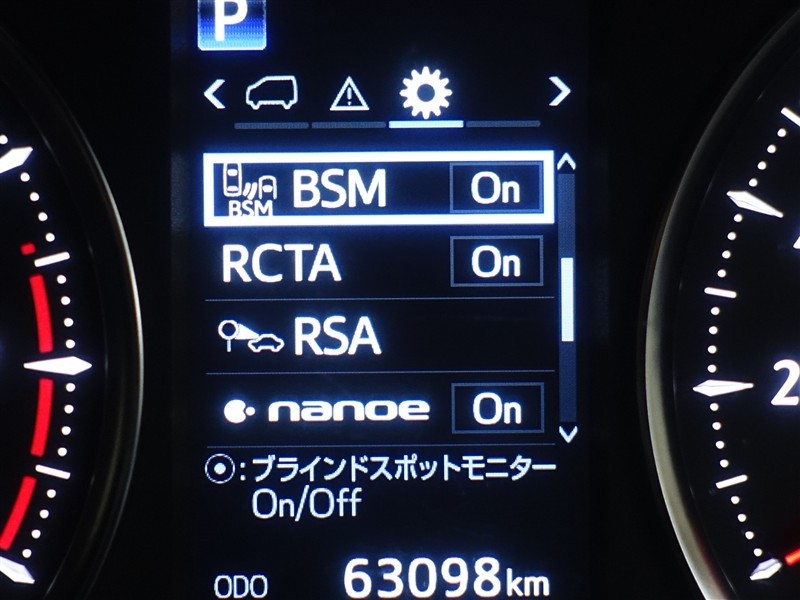 P
BSM BSM On
RCTA On
RSA
nanoe On
:ブラインドスポットモニター
On/Off
ODO 63098km
2